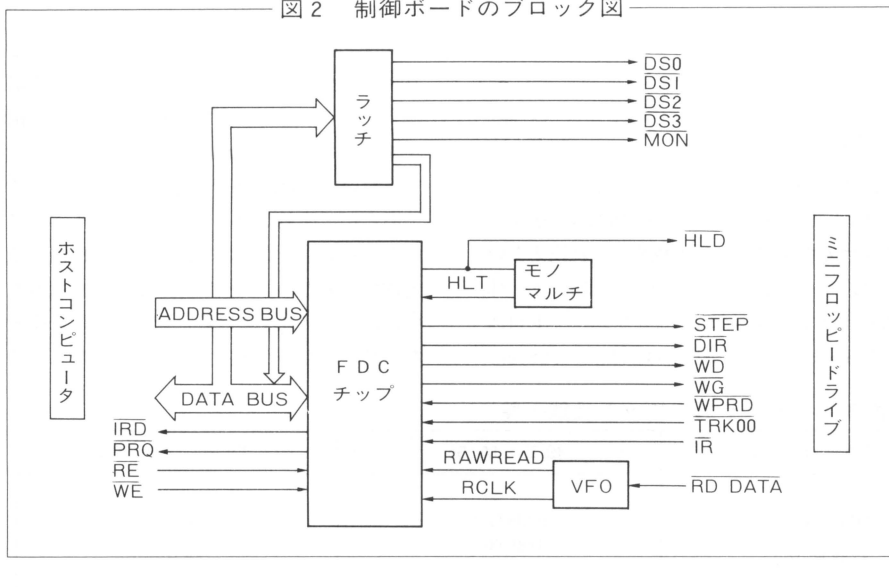 図2 制御ボードのブロック図
ラッチ
DS0
DS1
DS2
DS3
MON
ホストコンピュータ
ミニフロッピードライブ
ADDRESS BUS
DATA BUS
IRD
PRQ
RE
WE
FDC
チップ
HLT
モノ
マルチ
HLD
STEP
DIR
WD
WG
WPRD
TRK00
IR
RAWREAD
RCLK
VFO
RD DATA